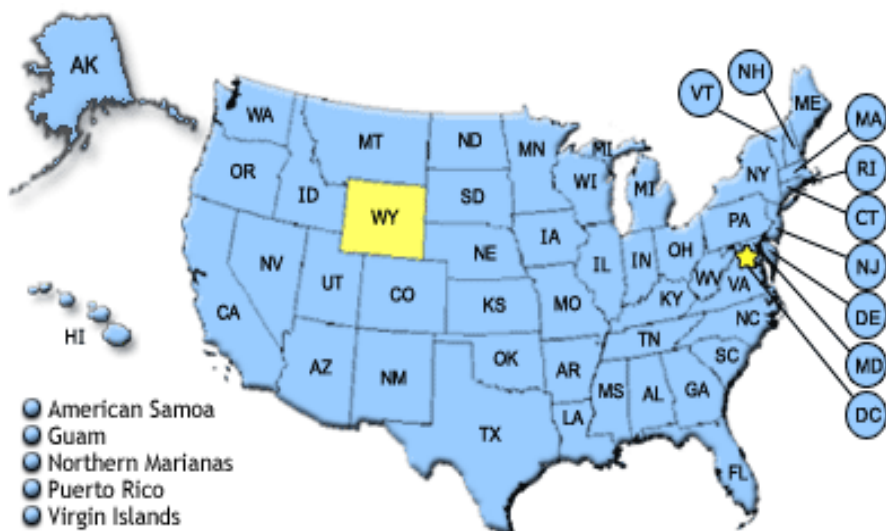 AK
WA
OR
CA
ID
NV
MT
WY
UT
AZ
ND
SD
NE
CO
KS
NM
OK
TX
MN
IA
MO
AR
LA
WI
MI
MI
IL
IN
OH
KY
TN
MS
AL
GA
FL
SC
NC
VA
WV
PA
NY
VT
NH
ME
MA
RI
CT
NJ
DE
MD
DC
HI
American Samoa
Guam
Northern Marianas
Puerto Rico
Virgin Islands